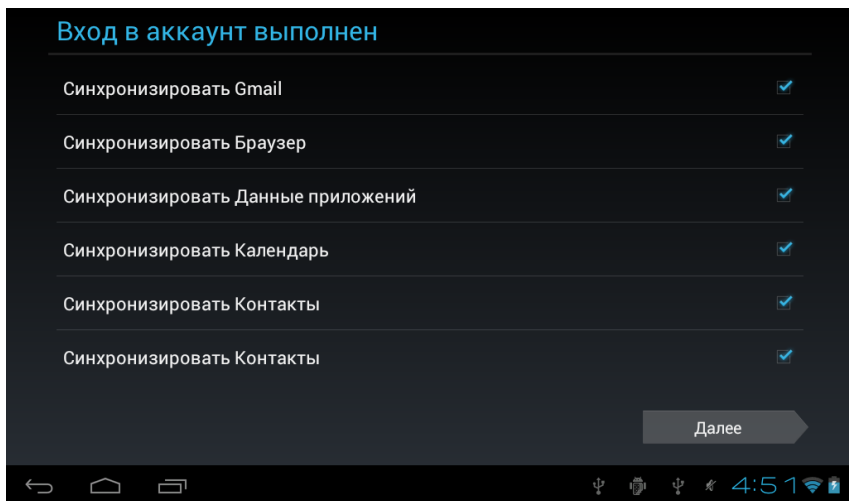 Вход в аккаунт выполнен
Синхронизировать Gmail
Синхронизировать Браузер
Синхронизировать Данные приложений
Синхронизировать Календарь
Синхронизировать Контакты
Синхронизировать Контакты
Далее
4:51